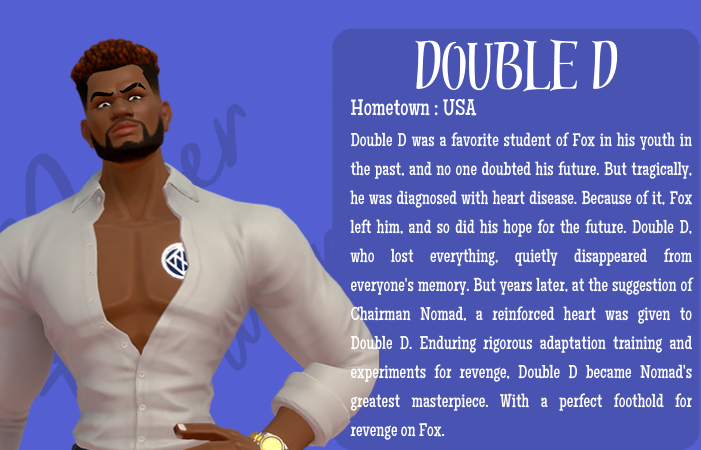 DOUBLE D
Hometown : USA
Double D was a favorite student of Fox in his youth in
the past, and no one doubted his future. But tragically,
he was diagnosed with heart disease. Because of it, Fox
left him, and so did his hope for the future. Double D,
who lost everything, quietly disappeared from
everyone's memory. But years later, at the suggestion of
Chairman Nomad, a reinforced heart was given to
Double D. Enduring rigorous adaptation training and
experiments for revenge, Double D became Nomad's
greatest masterpiece. With a perfect foothold for
revenge on Fox.